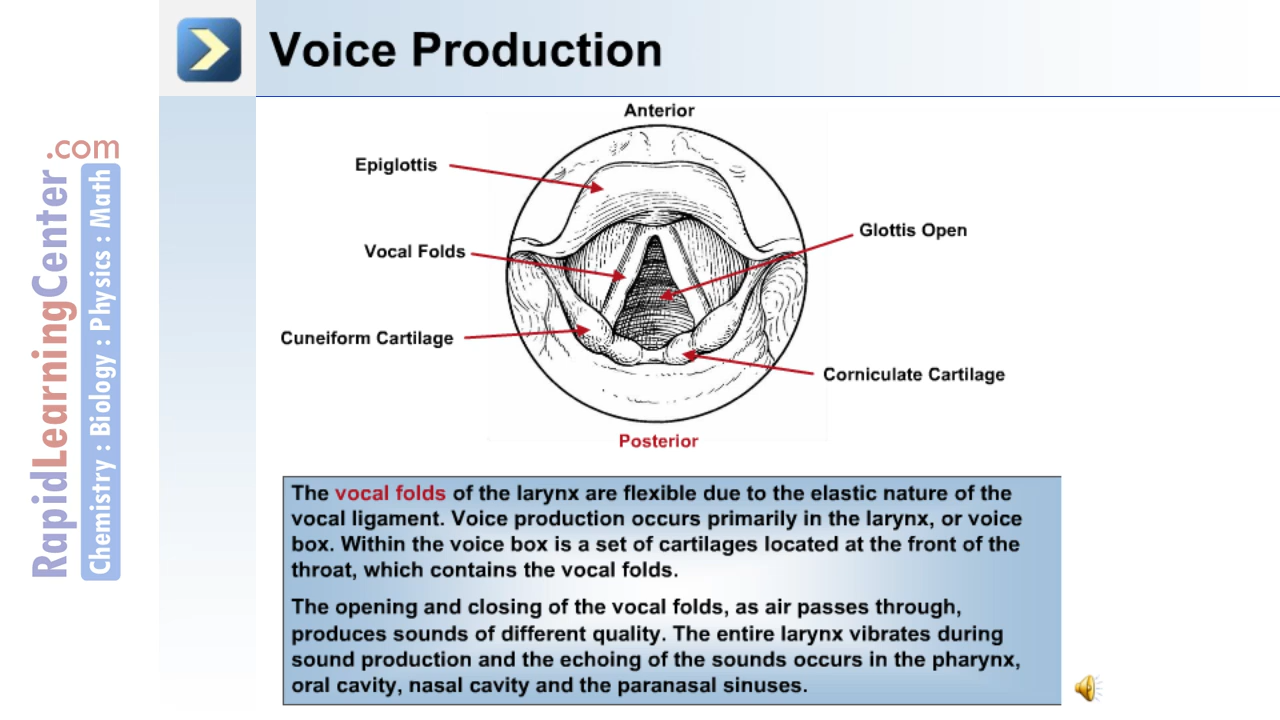 Voice Production
Anterior
Epiglottis
Glottis Open
Vocal Folds
Cuneiform Cartilage
Corniculate Cartilage
Posterior
The vocal folds of the larynx are flexible due to the elastic nature of the
vocal ligament. Voice production occurs primarily in the larynx, or voice
box. Within the voice box is a set of cartilages located at the front of the
throat, which contains the vocal folds.
The opening and closing of the vocal folds, as air passes through,
produces sounds of different quality. The entire larynx vibrates during
sound production and the echoing of the sounds occurs in the pharynx,
oral cavity, nasal cavity and the paranasal sinuses.
RapidLearningCenter.com
Chemistry : Biology : Physics : Math